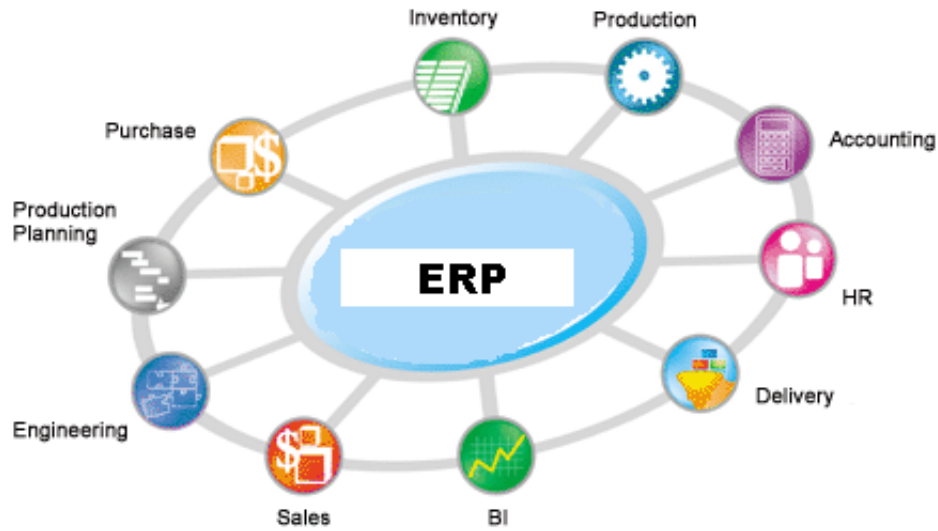 Inventory
Production
Purchase
Accounting
Production
Planning
ERP
HR
Delivery
Engineering
Sales
BI